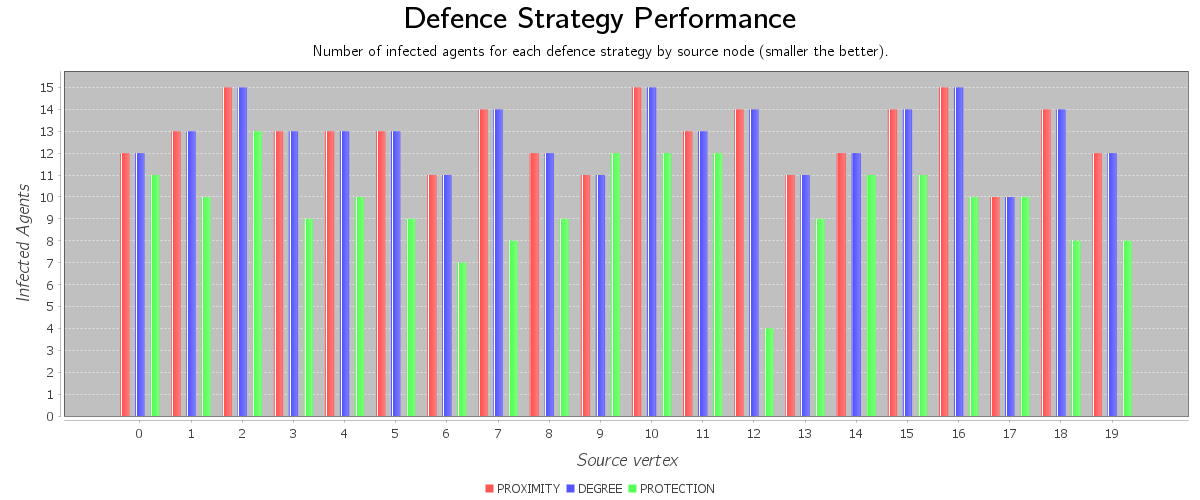 Defence Strategy Performance
Number of infected agents for each defence strategy by source node (smaller the better).
15
14
13
12
11
10
9
8
7
6
5
4
3
2
1
0
Infected Agents
0 1 2 3 4 5 6 7 8 9 10 11 12 13 14 15 16 17 18 19
Source vertex
PROXIMITY DEGREE PROTECTION